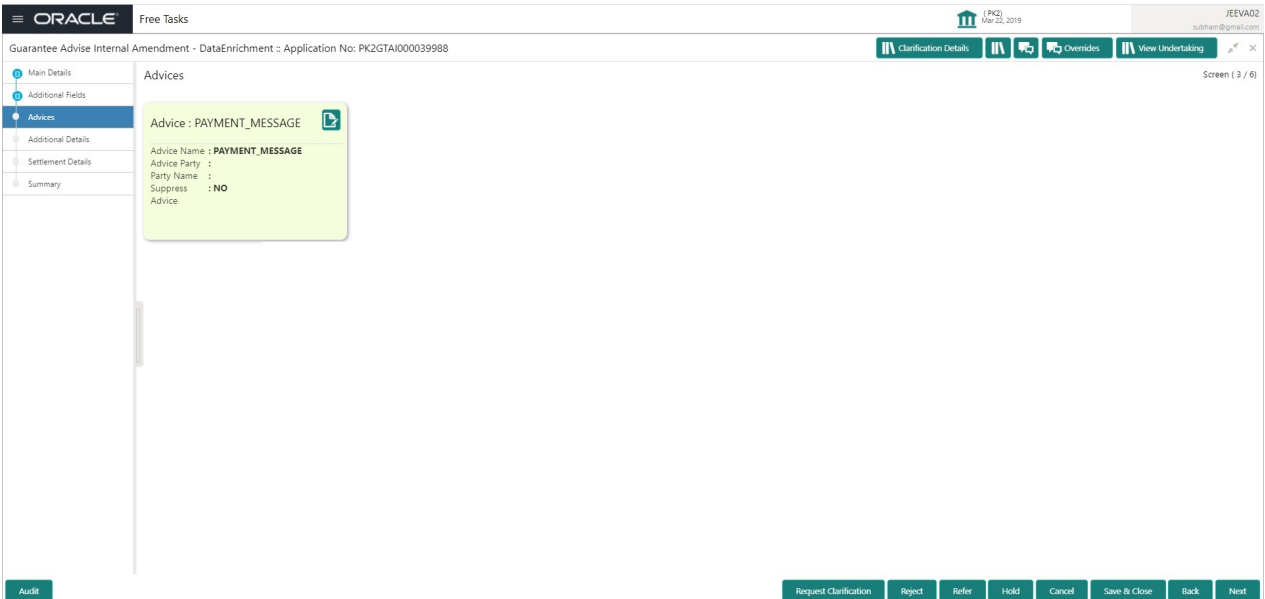 ORACLE
Free Tasks
( PK2)
Mar 22, 2019
JEEVA02
subham@gmail.com
Guarantee Advise Internal Amendment - DataEnrichment :: Application No: PK2GTAI000039988
Clarification Details
Overrides
View Undertaking
Main Details
Additional Fields
Advices
Additional Details
Settlement Details
Summary
Advices
Screen ( 3 / 6)
Advice : PAYMENT_MESSAGE
Advice Name : PAYMENT_MESSAGE
Advice Party :
Party Name :
Suppress : NO
Advice
Audit
Request Clarification
Reject
Refer
Hold
Cancel
Save & Close
Back
Next